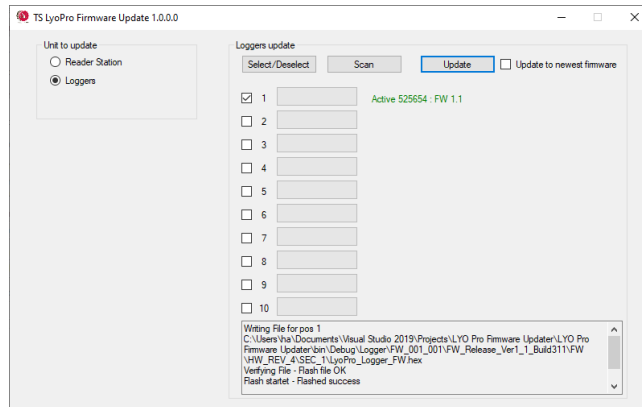 TS LyoPro Firmware Update 1.0.0.0
Unit to update
Reader Station
Loggers
Loggers update
Select/Deselect
Scan
Update
Update to newest firmware
1
Active 525654 : FW 1.1
2
3
4
5
6
7
8
9
10
Writing File for pos 1
C:\Users\ha\Documents\Visual Studio 2019\Projects\LYO Pro Firmware Updater\LYO Pro
Firmware Updater\bin\Debug\Logger\FW_001_001\FW_Release_Ver1_1_Build311\FW
\HW_REV_4\SEC_1\LyoPro_Logger_FW.hex
Verifying File - Flash file OK
Flash startet - Flashed success